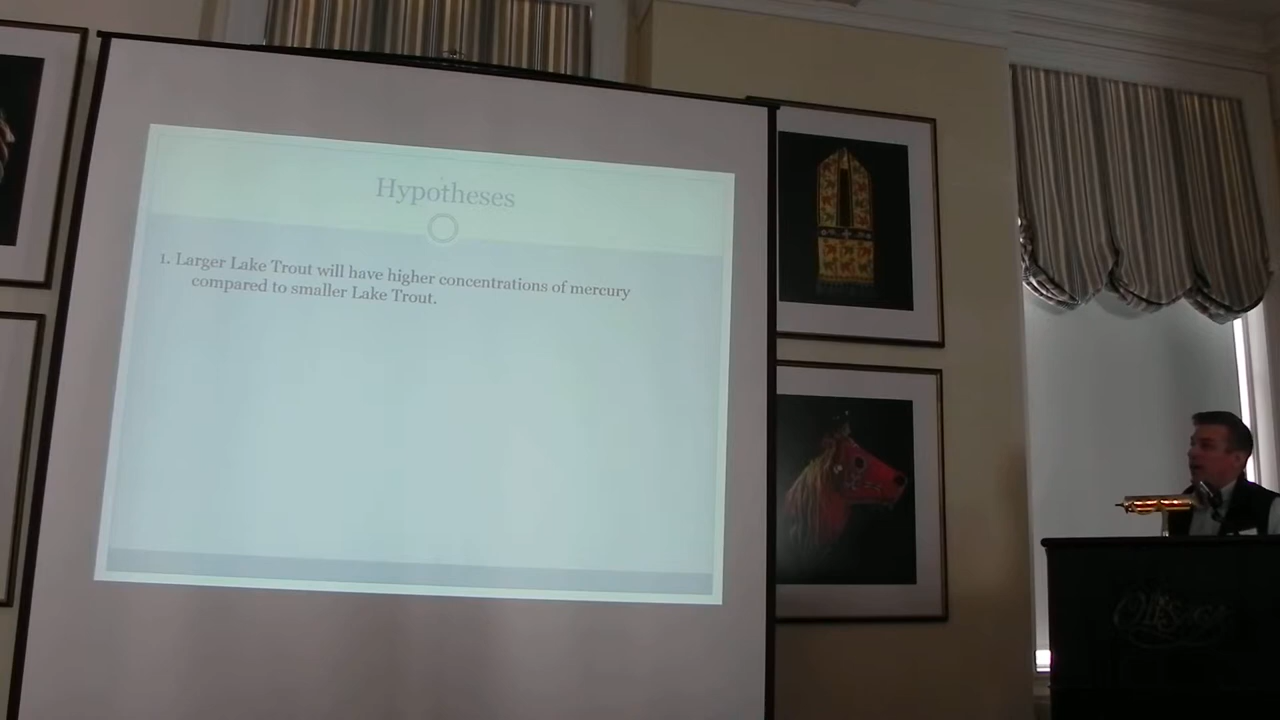 Hypotheses
1. Larger Lake Trout will have higher concentrations of mercury
compared to smaller Lake Trout.